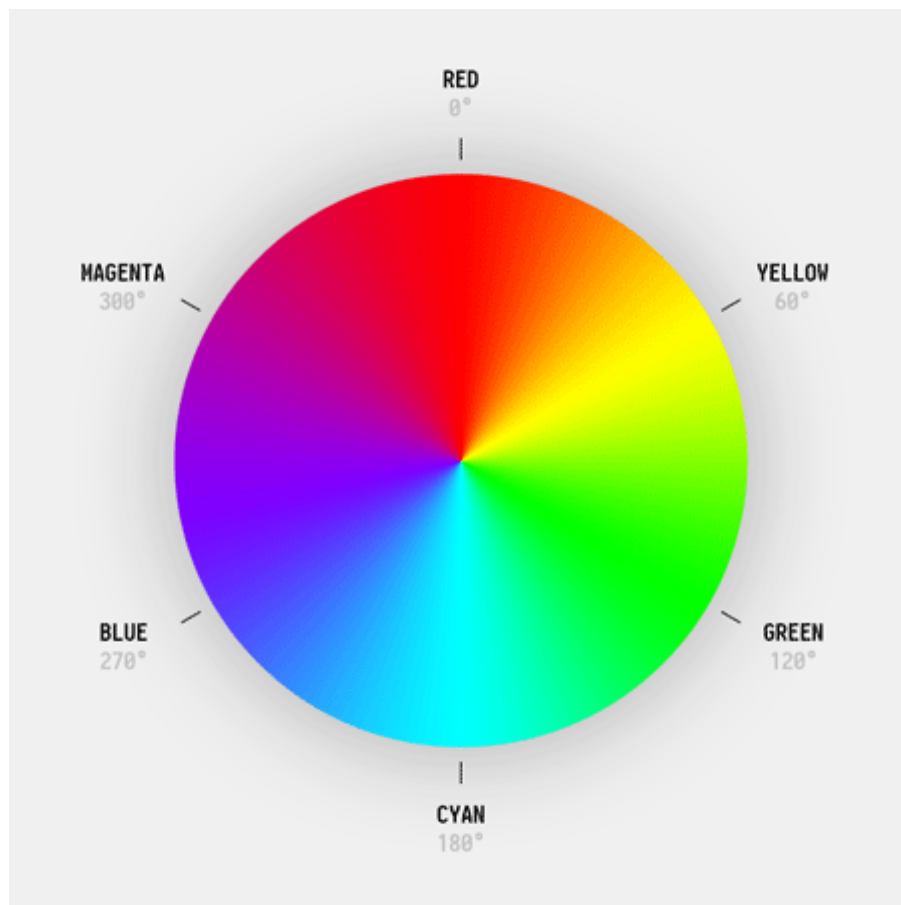 RED
0°
MAGENTA
300°
YELLOW
60°
BLUE
270°
GREEN
120°
CYAN
180°